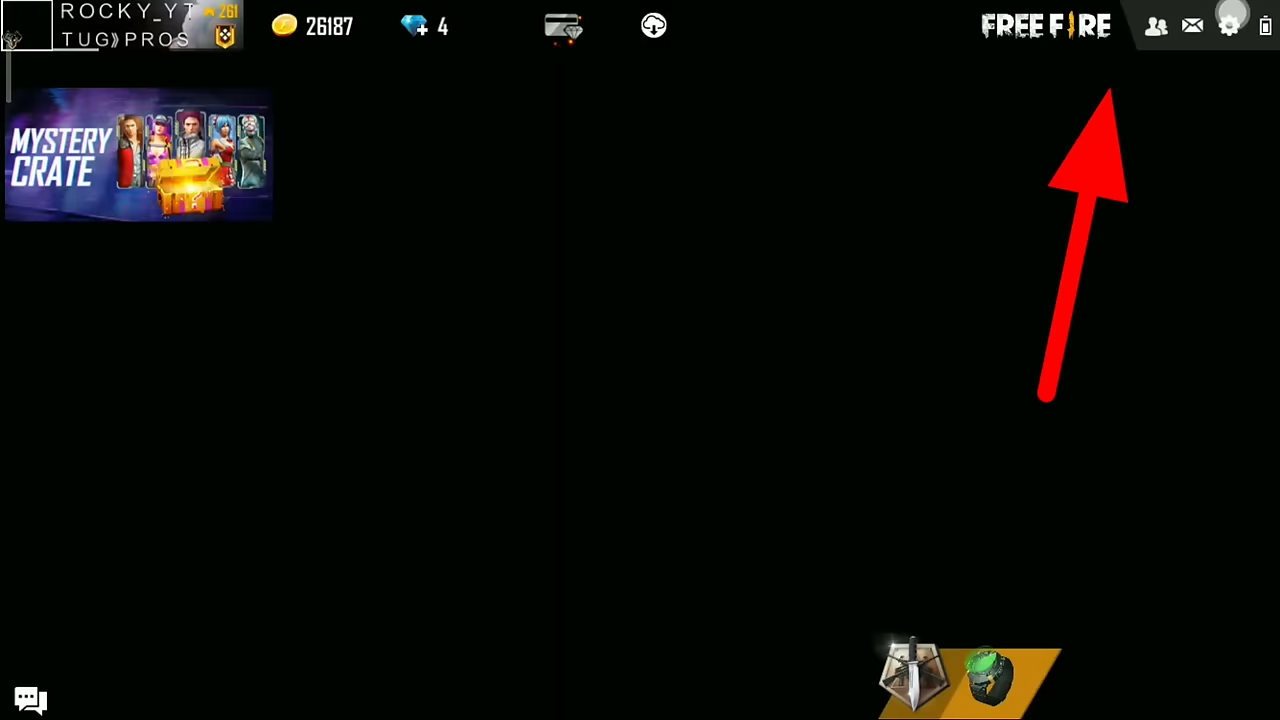 ROCKY_YT 261
TUG》PROS
26187
4
FREE FIRE
MYSTERY
CRATE